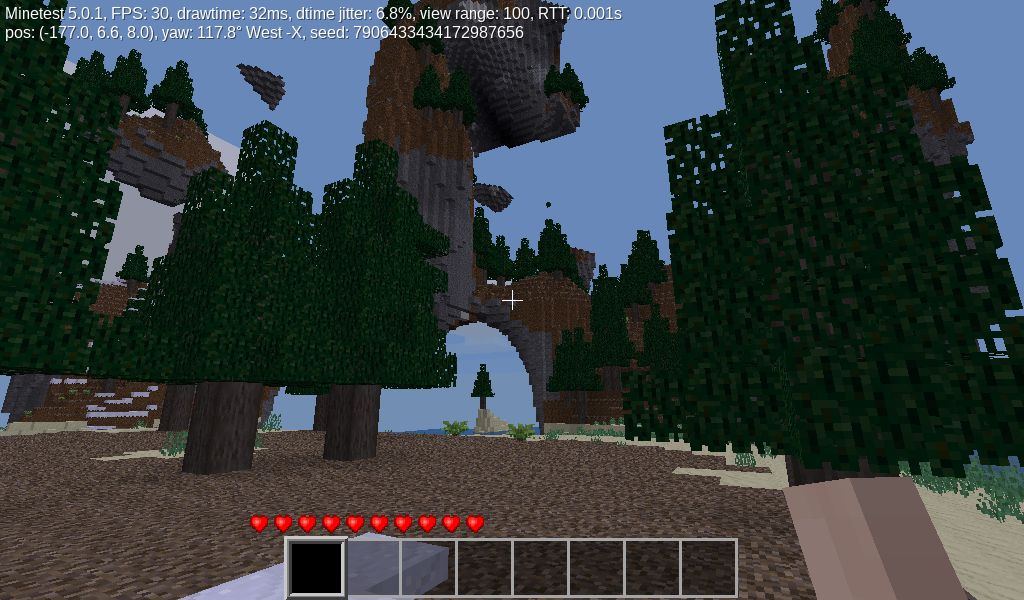 Minetest 5.0.1, FPS: 30, drawtime: 32ms, dtime jitter: 6.8%, view range: 100, RTT: 0.001s
pos: (-177.0, 6.6, 8.0), yaw: 117.8° West -X, seed: 7906433434172987656